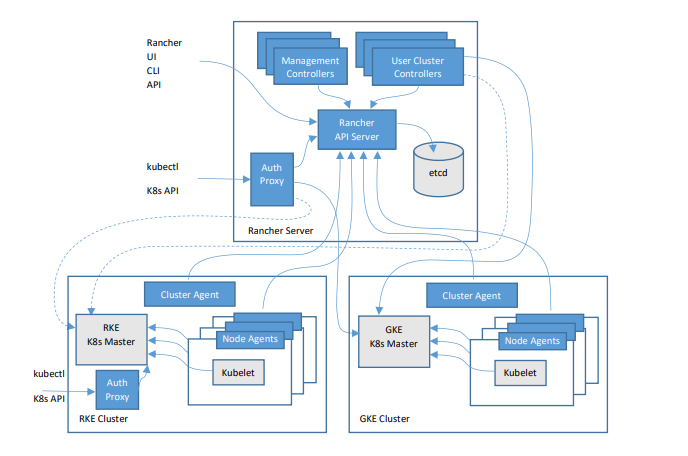 Rancher
UI
CLI
API
Management
Controllers
User Cluster
Controllers
Rancher
API Server
etcd
kubectl
K8s API
Auth
Proxy
Rancher Server
Cluster Agent
RKE
K8s Master
Node Agents
Kubelet
kubectl
K8s API
Auth
Proxy
RKE Cluster
Cluster Agent
GKE
K8s Master
Node Agents
Kubelet
GKE Cluster